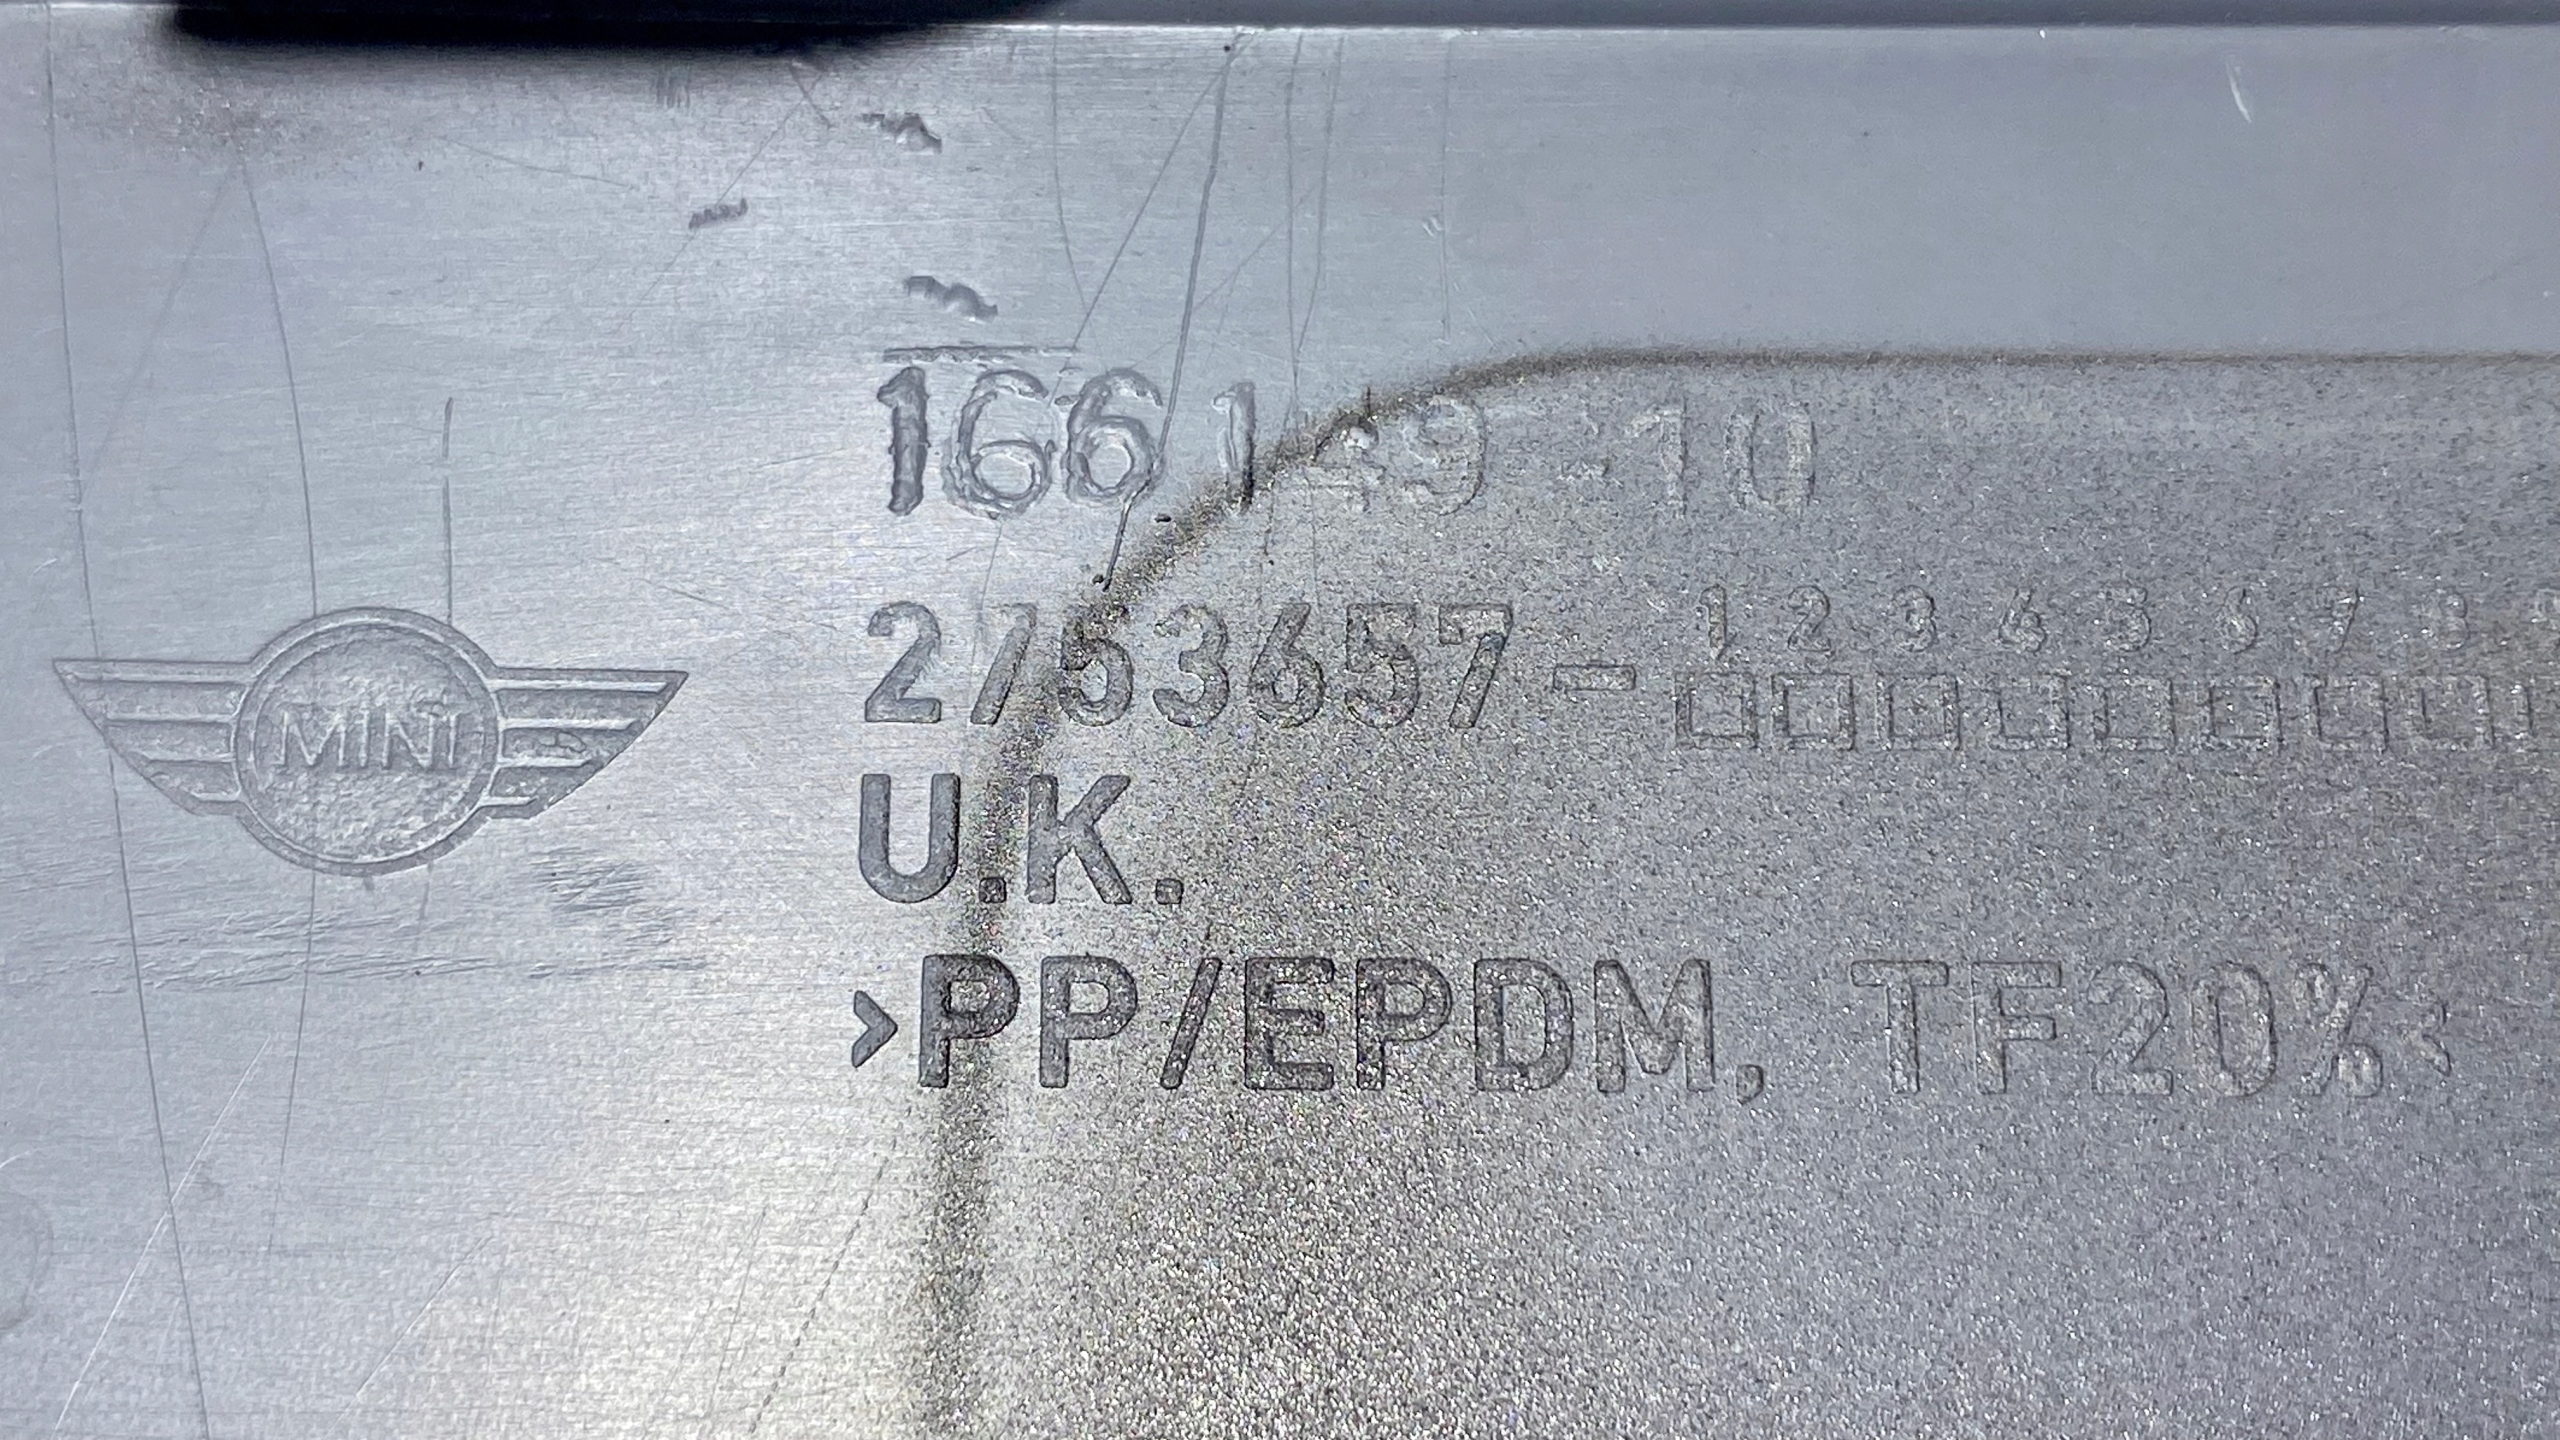 166149-10
MINI
2753657-
1 2 3 4 5 6 7 8
U.K.
>PP/EPDM, TF20%<